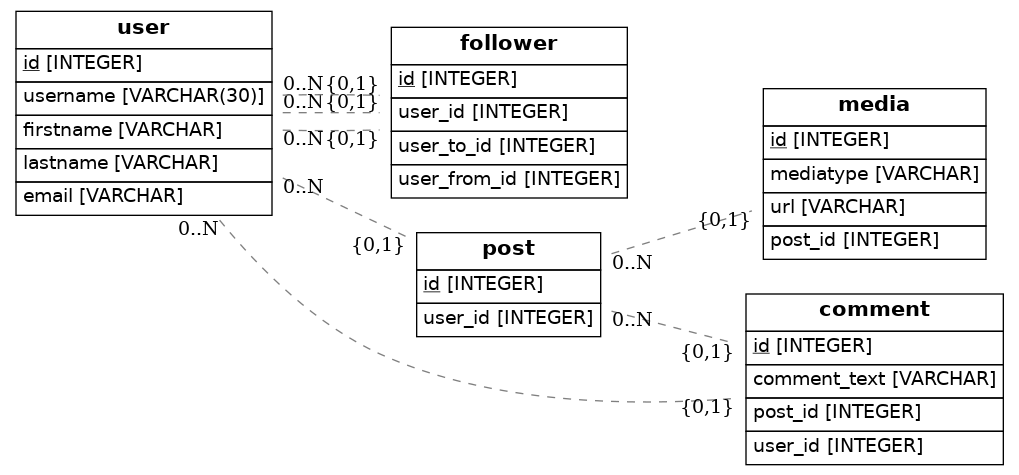 user
id [INTEGER]
username [VARCHAR(30)]
firstname [VARCHAR]
lastname [VARCHAR]
email [VARCHAR]
0..N{0,1}
0..N{0,1}
0..N{0,1}
follower
id [INTEGER]
user_id [INTEGER]
user_to_id [INTEGER]
user_from_id [INTEGER]
0..N
{0,1}
0..N
post
id [INTEGER]
user_id [INTEGER]
{0,1}
0..N
media
id [INTEGER]
mediatype [VARCHAR]
url [VARCHAR]
post_id [INTEGER]
0..N
{0,1}
{0,1}
comment
id [INTEGER]
comment_text [VARCHAR]
post_id [INTEGER]
user_id [INTEGER]